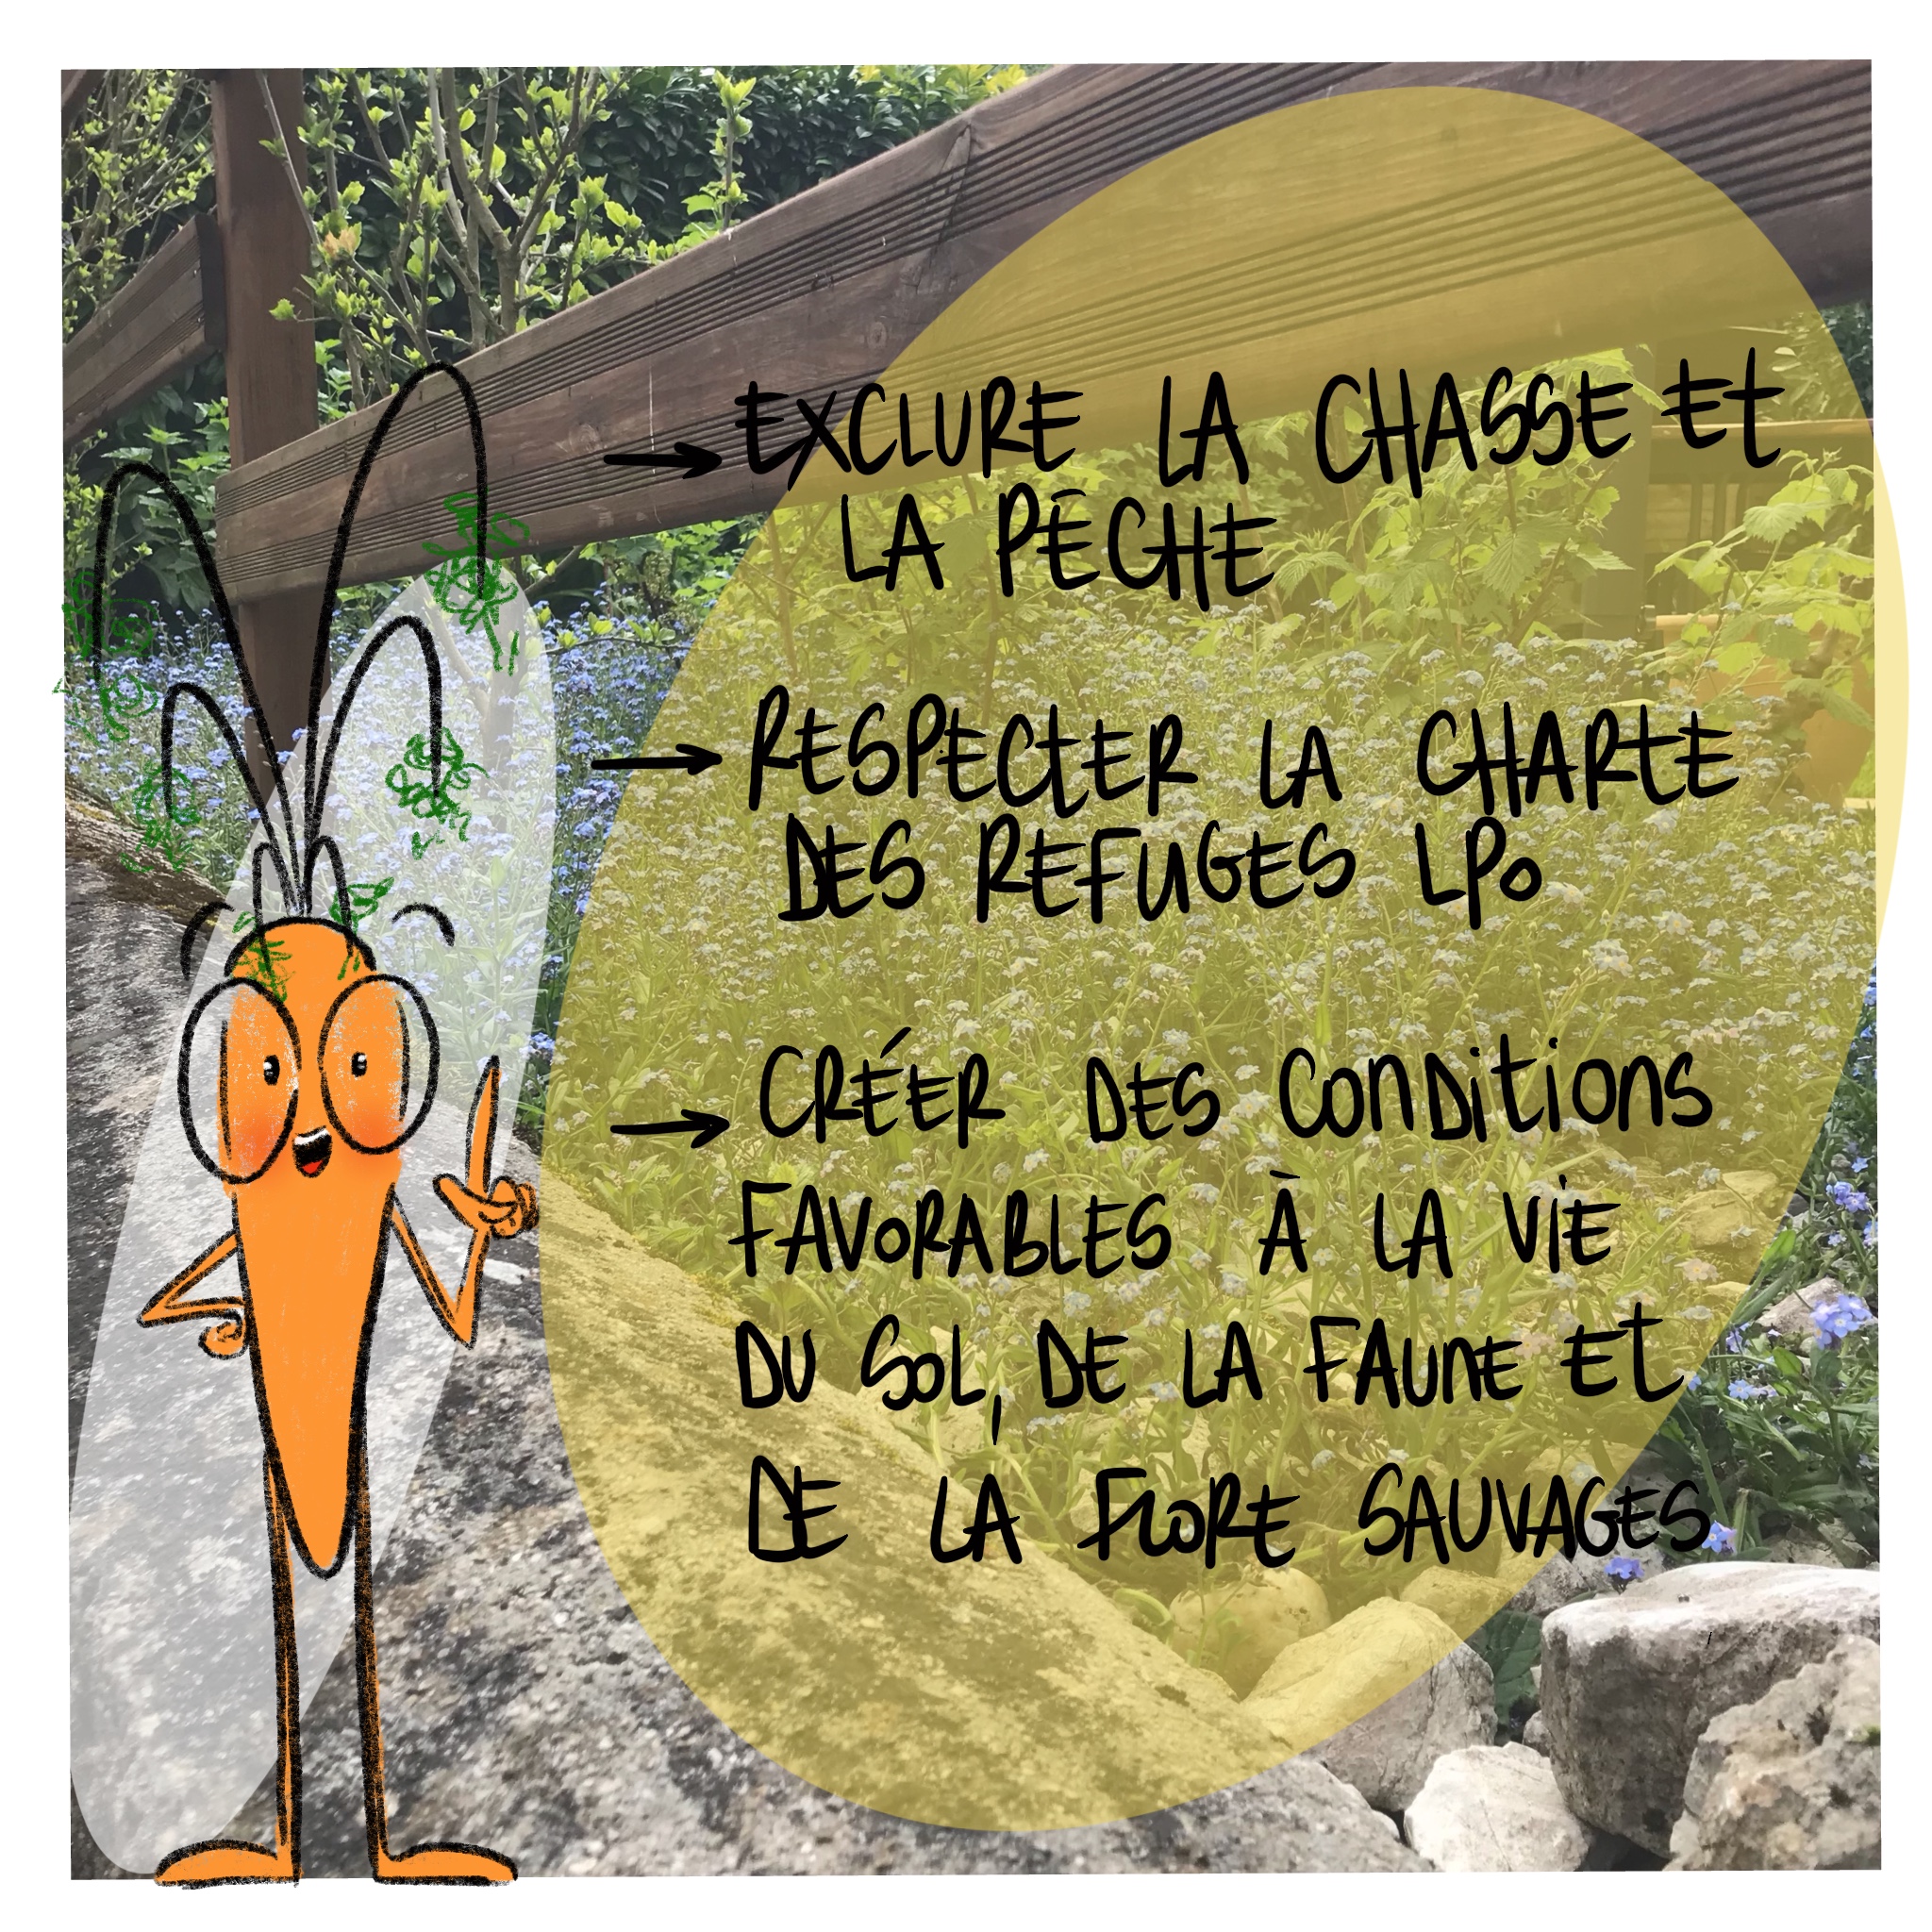 → EXCLURE LA CHASSE Et
LA PECHE
→ RESPECTER LA CHARTE
DES REFUGES LPO
→ CRÉER DES CONDitionS
FAVORABLES À LA ViE
DU SOL, DE LA FAUNE Et
DE LA FLORE SAUVAGES